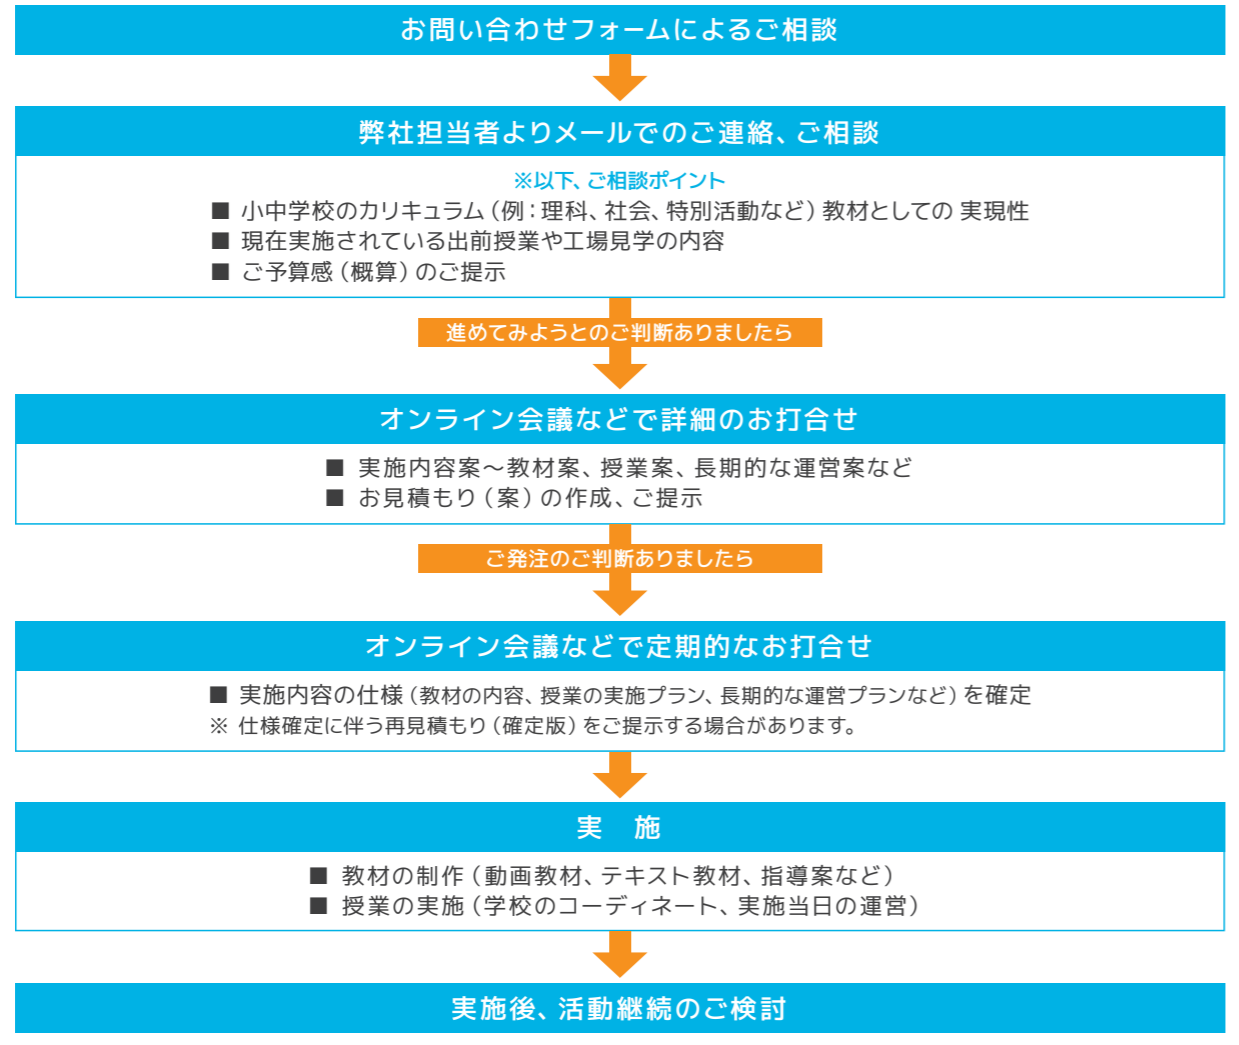 お問い合わせフォームによるご相談
弊社担当者よりメールでのご連絡、ご相談
※以下、ご相談ポイント
■ 小中学校のカリキュラム（例：理科、社会、特別活動など）教材としての 実現性
■ 現在実施されている出前授業や工場見学の内容
■ ご予算感（概算）のご提示
進めてみようとのご判断ありましたら
オンライン会議などで詳細のお打合せ
■ 実施内容案～教材案、授業案、長期的な運営案など
■ お見積もり（案）の作成、ご提示
ご発注のご判断ありましたら
オンライン会議などで定期的なお打合せ
■ 実施内容の仕様（教材の内容、授業の実施プラン、長期的な運営プランなど）を確定
※ 仕様確定に伴う再見積もり（確定版）をご提示する場合があります。
実　施
■ 教材の制作（動画教材、テキスト教材、指導案など）
■ 授業の実施（学校のコーディネート、実施当日の運営）
実施後、活動継続のご検討